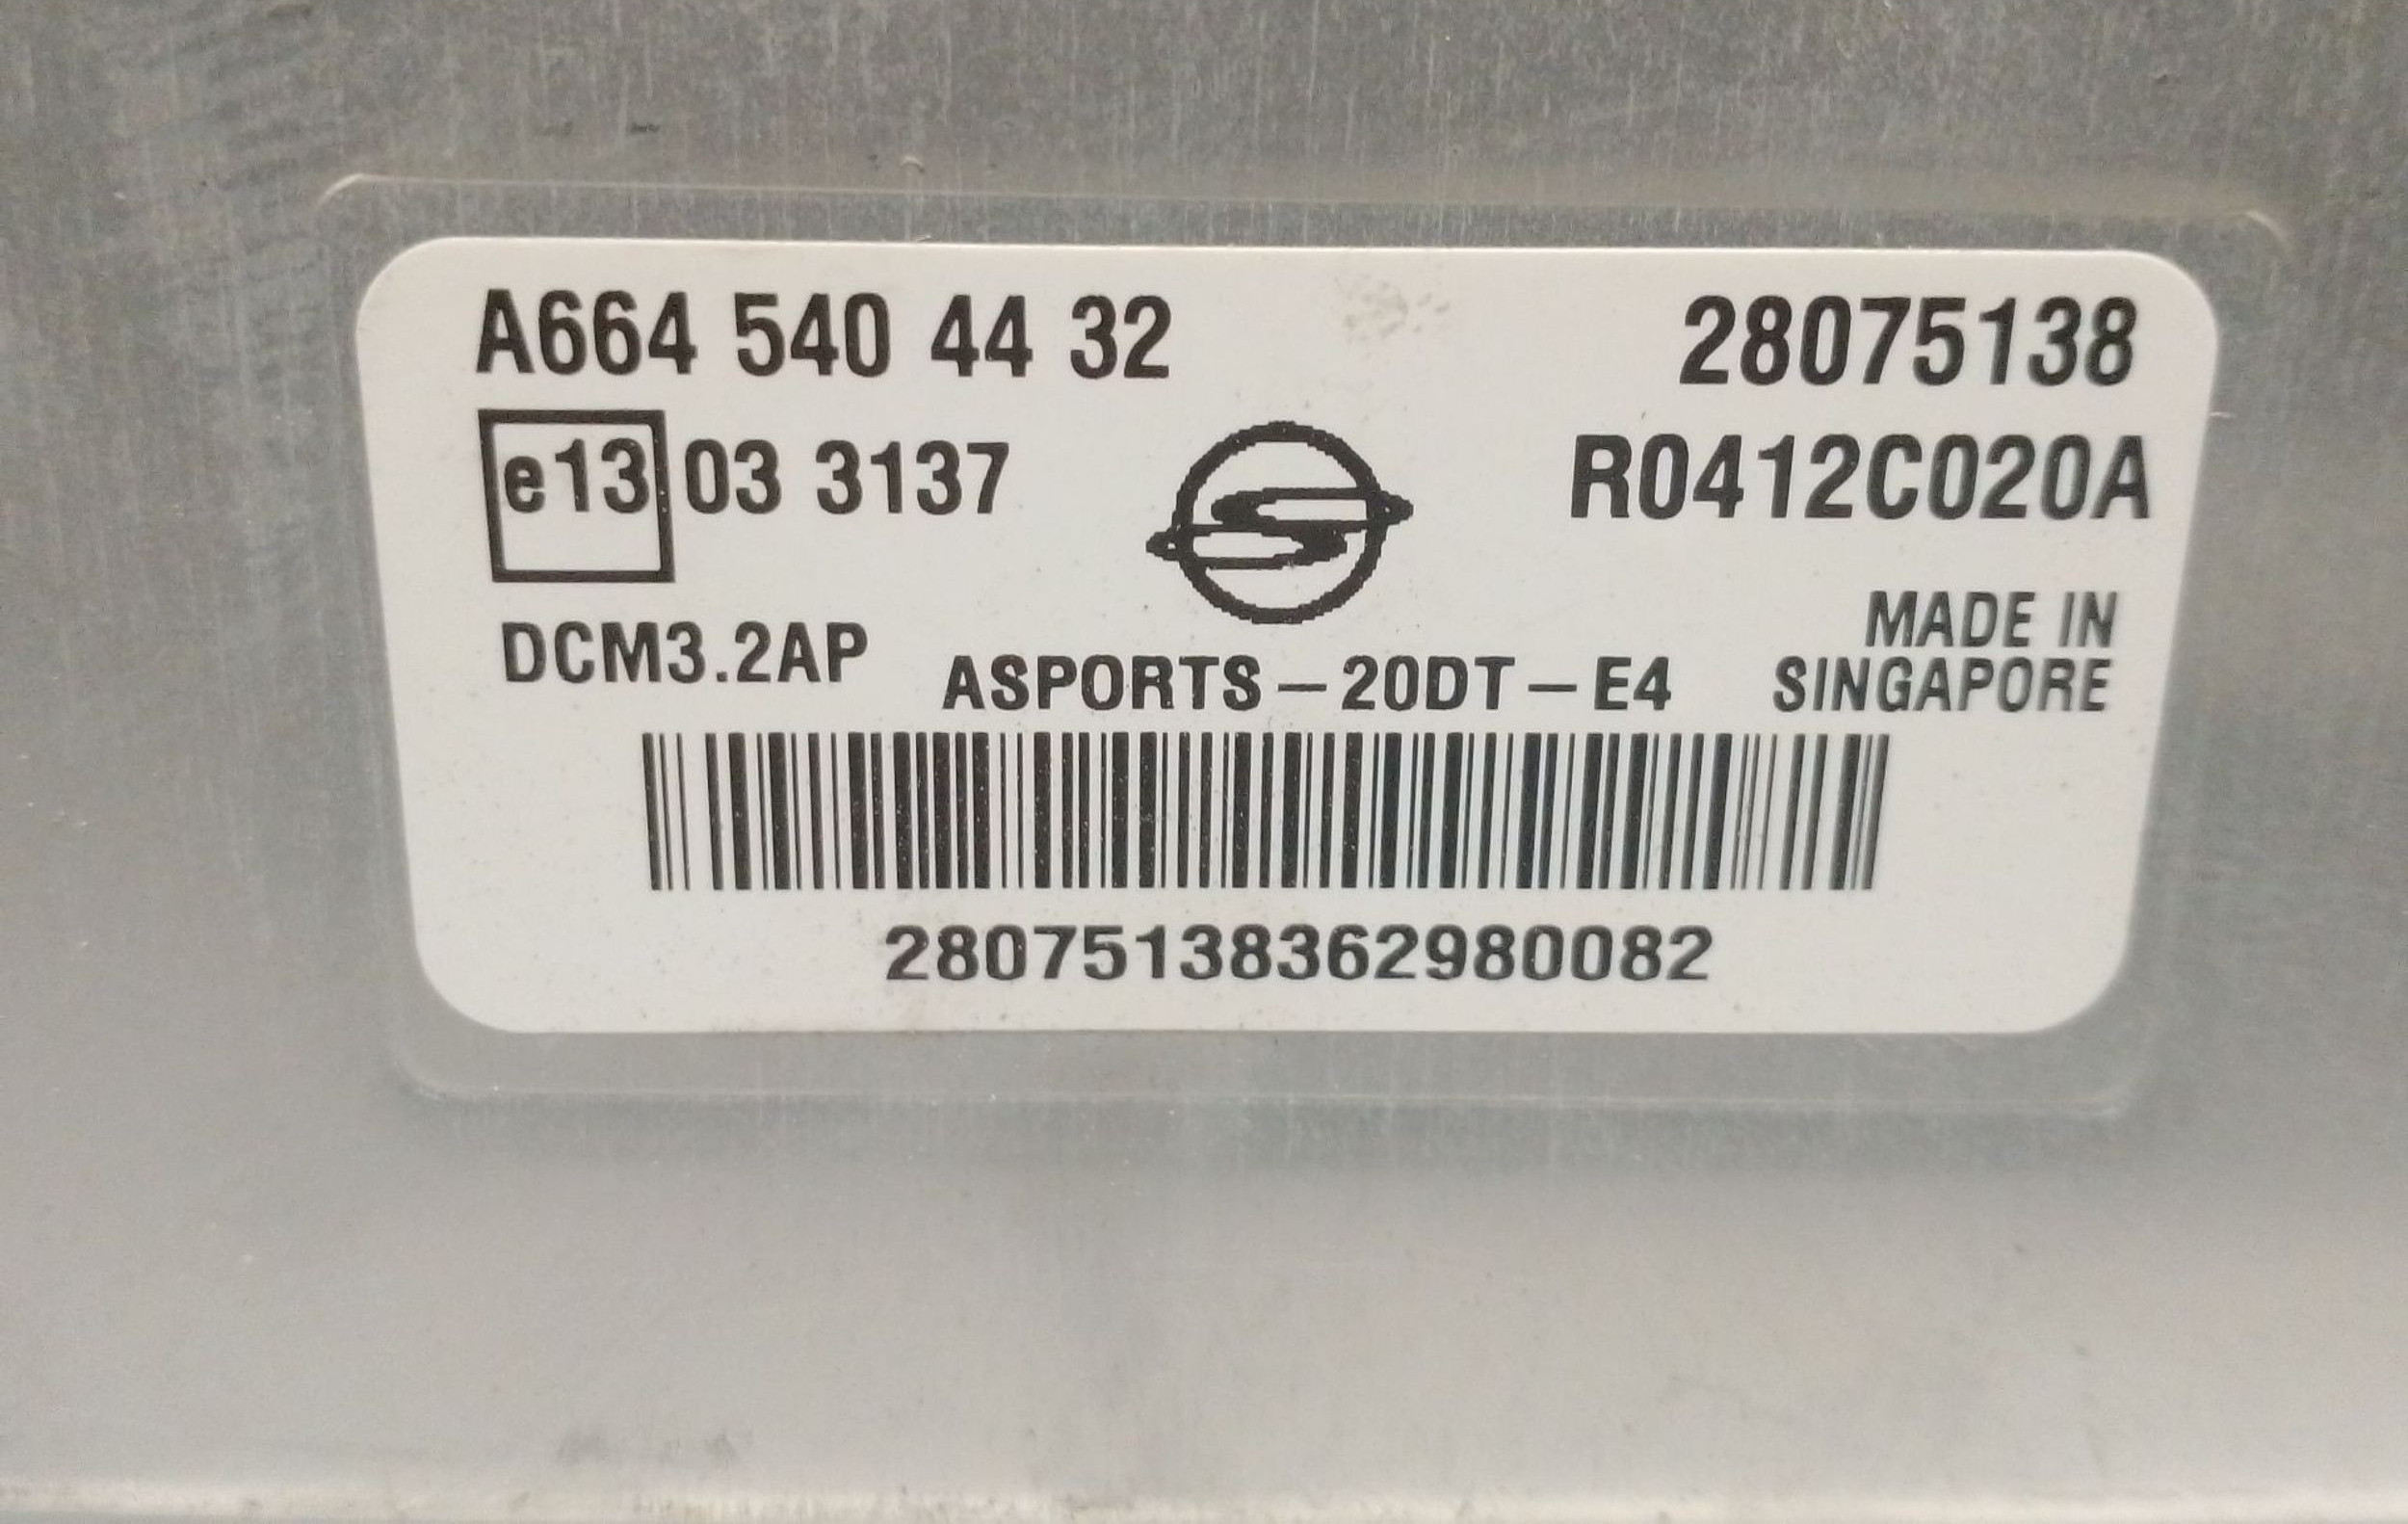 A664 540 44 32 28075138
e13 03 3137 R0412C020A
DCM3.2AP ASPORTS-20DT-E4 MADE IN
SINGAPORE
28075138362980082